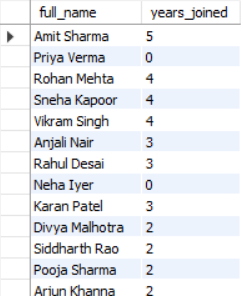 full_name years_joined
Amit Sharma 5
Priya Verma 0
Rohan Mehta 4
Sneha Kapoor 4
Vikram Singh 4
Anjali Nair 3
Rahul Desai 3
Neha Iyer 0
Karan Patel 3
Divya Malhotra 2
Siddharth Rao 2
Pooja Sharma 2
Arjun Khanna 2